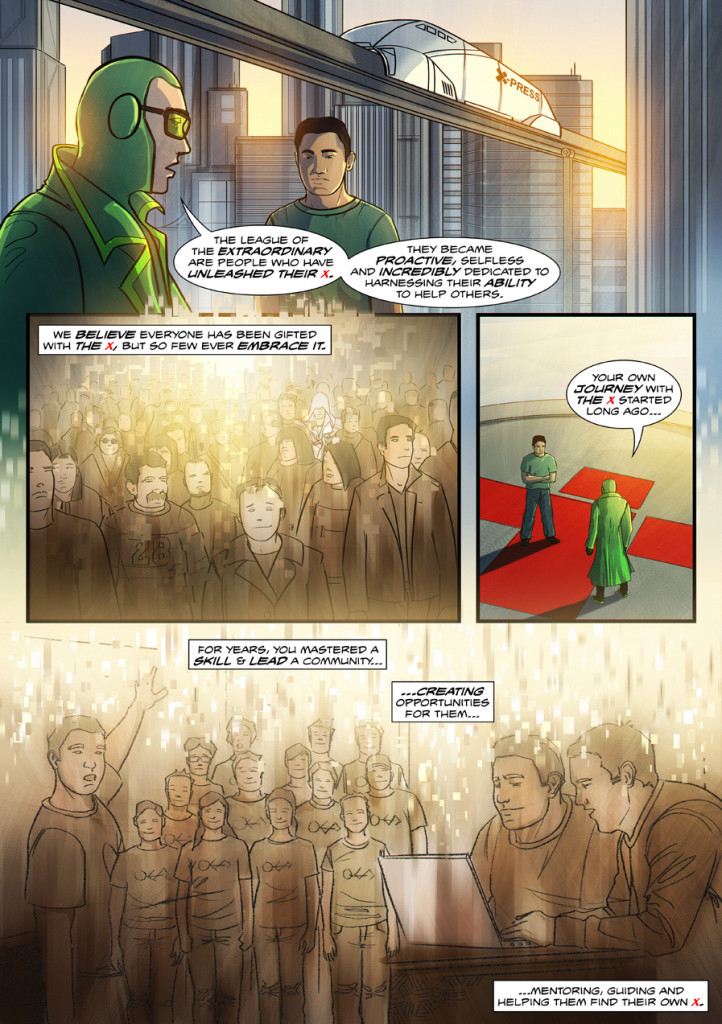 X-PRESS
THE LEAGUE OF
THE EXTRAORDINARY
ARE PEOPLE WHO HAVE
UNLEASHED THEIR X.
THEY BECAME
PROACTIVE, SELFLESS
AND INCREDIBLY DEDICATED TO
HARNESSING THEIR ABILITY
TO HELP OTHERS.
WE BELIEVE EVERYONE HAS BEEN GIFTED
WITH THE X, BUT SO FEW EVER EMBRACE IT.
28
YOUR OWN
JOURNEY WITH
THE X STARTED
LONG AGO...
FOR YEARS, YOU MASTERED A
SKILL & LEAD A COMMUNITY...
...CREATING
OPPORTUNITIES
FOR THEM...
...MENTORING, GUIDING AND
HELPING THEM FIND THEIR OWN X.